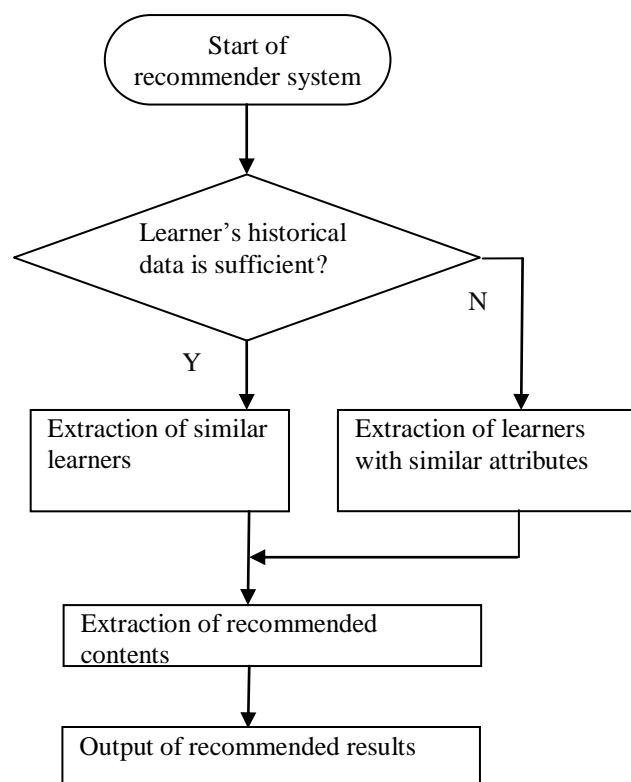 Start of
recommender system
Learner’s historical
data is sufficient?
N
Y
Extraction of similar
learners
Extraction of learners
with similar attributes
Extraction of recommended
contents
Output of recommended results